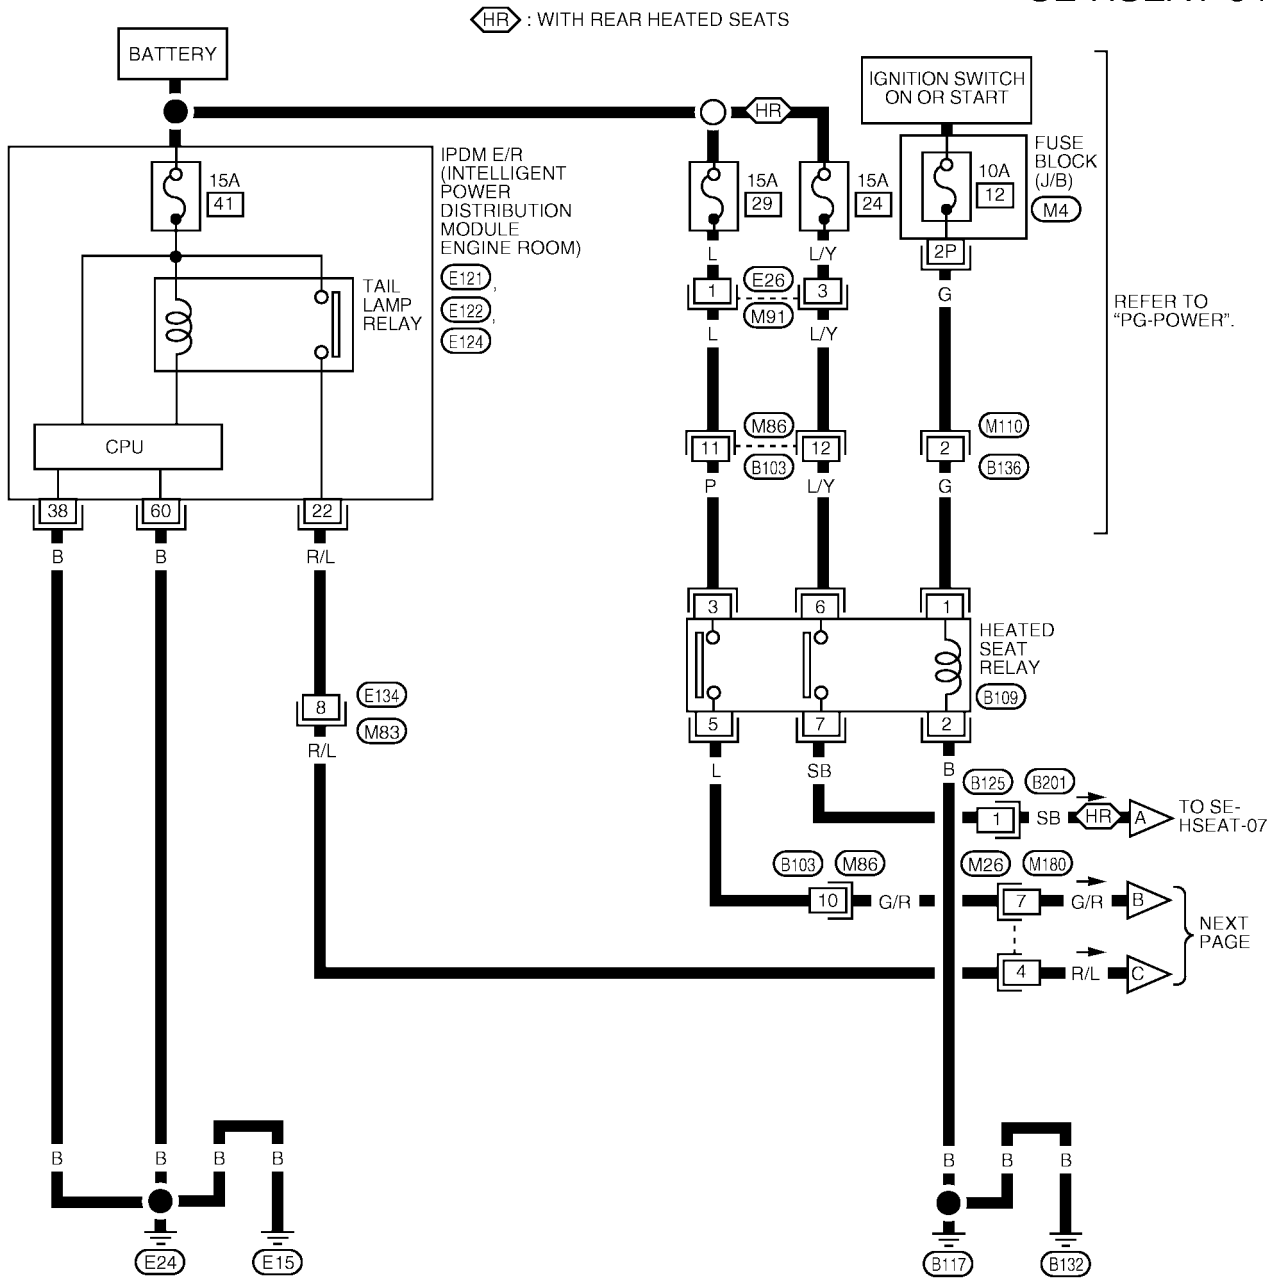 HR : WITH REAR HEATED SEATS
BATTERY
HR
IGNITION SWITCH
ON OR START
IPDM E/R
(INTELLIGENT
POWER
DISTRIBUTION
MODULE
ENGINE ROOM)
E121 ,
E122 ,
E124
15A
41
15A
29
15A
24
10A
12
FUSE
BLOCK
(J/B)
M4
2P
TAIL
LAMP
RELAY
CPU
L
L/Y
G
1
E26
M91
3
L
L/Y
REFER TO
“PG-POWER”.
11
M86
B103
12
2
M110
B136
P
L/Y
G
38
60
22
B
B
R/L
3
6
1
HEATED
SEAT
RELAY
B109
8
E134
M83
R/L
5
7
2
L
SB
B
B125
B201
1
SB
HR
A
TO SE-
HSEAT-07
B103
M86
M26
M180
10
G/R
7
G/R
B
NEXT
PAGE
4
R/L
C
B
B
B
B
B
B
B
E24
E15
B117
B132